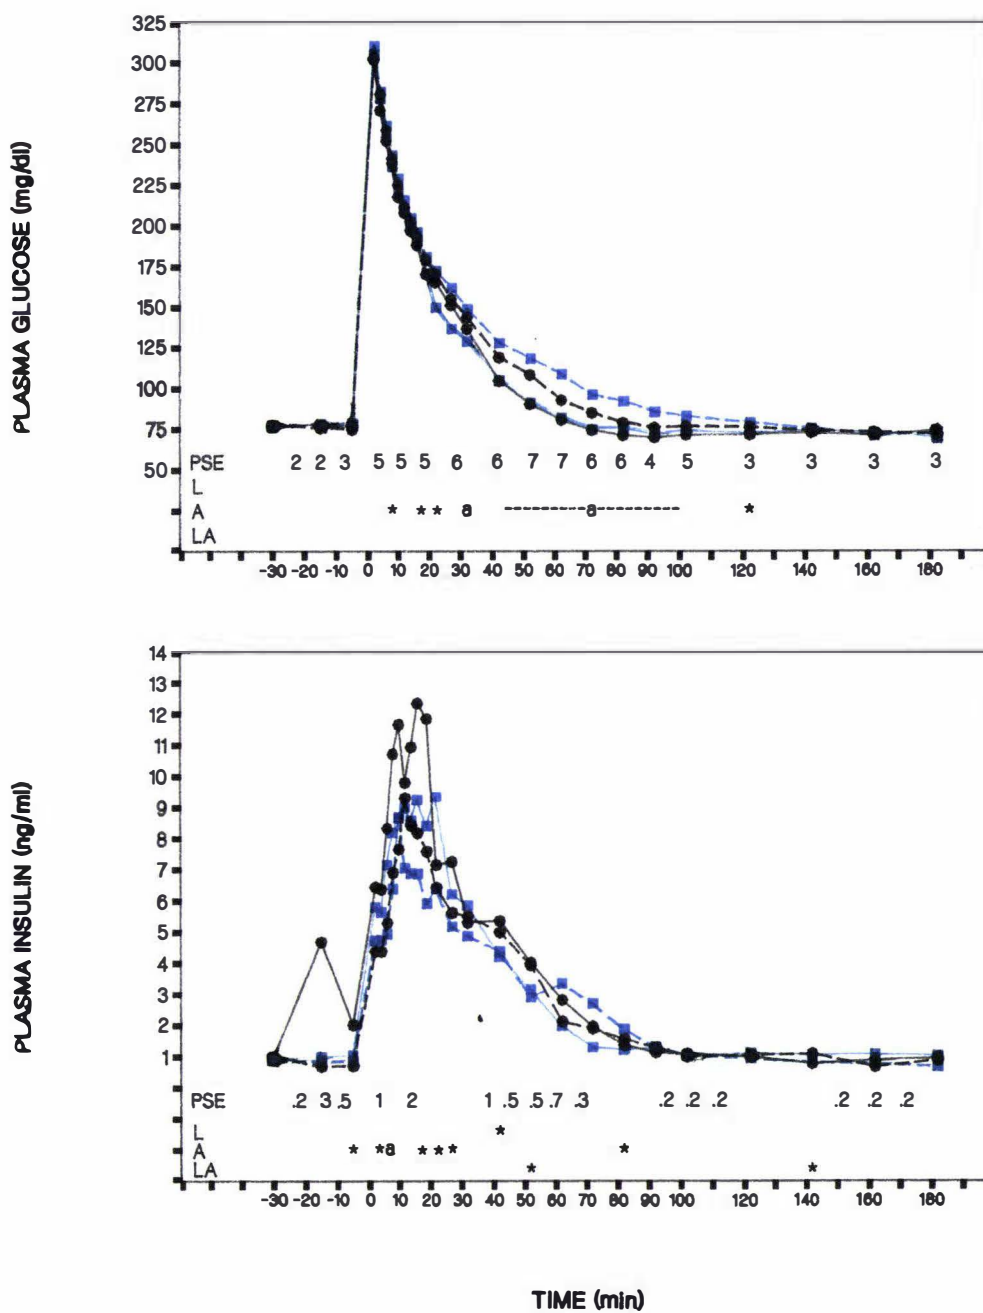 PLASMA GLUCOSE (mg/dl)
325
300
275
250
225
200
175
150
125
100
75
50
PSE 2 2 3 5 5 5 6 6 7 7 6 6 4 5 3 3 3 3
L
A * * * a ----------a--------- *
LA
-30 -20 -10 0 10 20 30 40 50 60 70 80 90 100 120 140 160 180
PLASMA INSULIN (ng/ml)
14
13
12
11
10
9
8
7
6
5
4
3
2
1
PSE .2 3 .5 1 2 1 .5 .5 .7 .3 .2 .2 .2 .2 .2 .2
L *
A * * a * * * *
LA * *
-30 -20 -10 0 10 20 30 40 50 60 70 80 90 100 120 140 160 180
TIME (min)